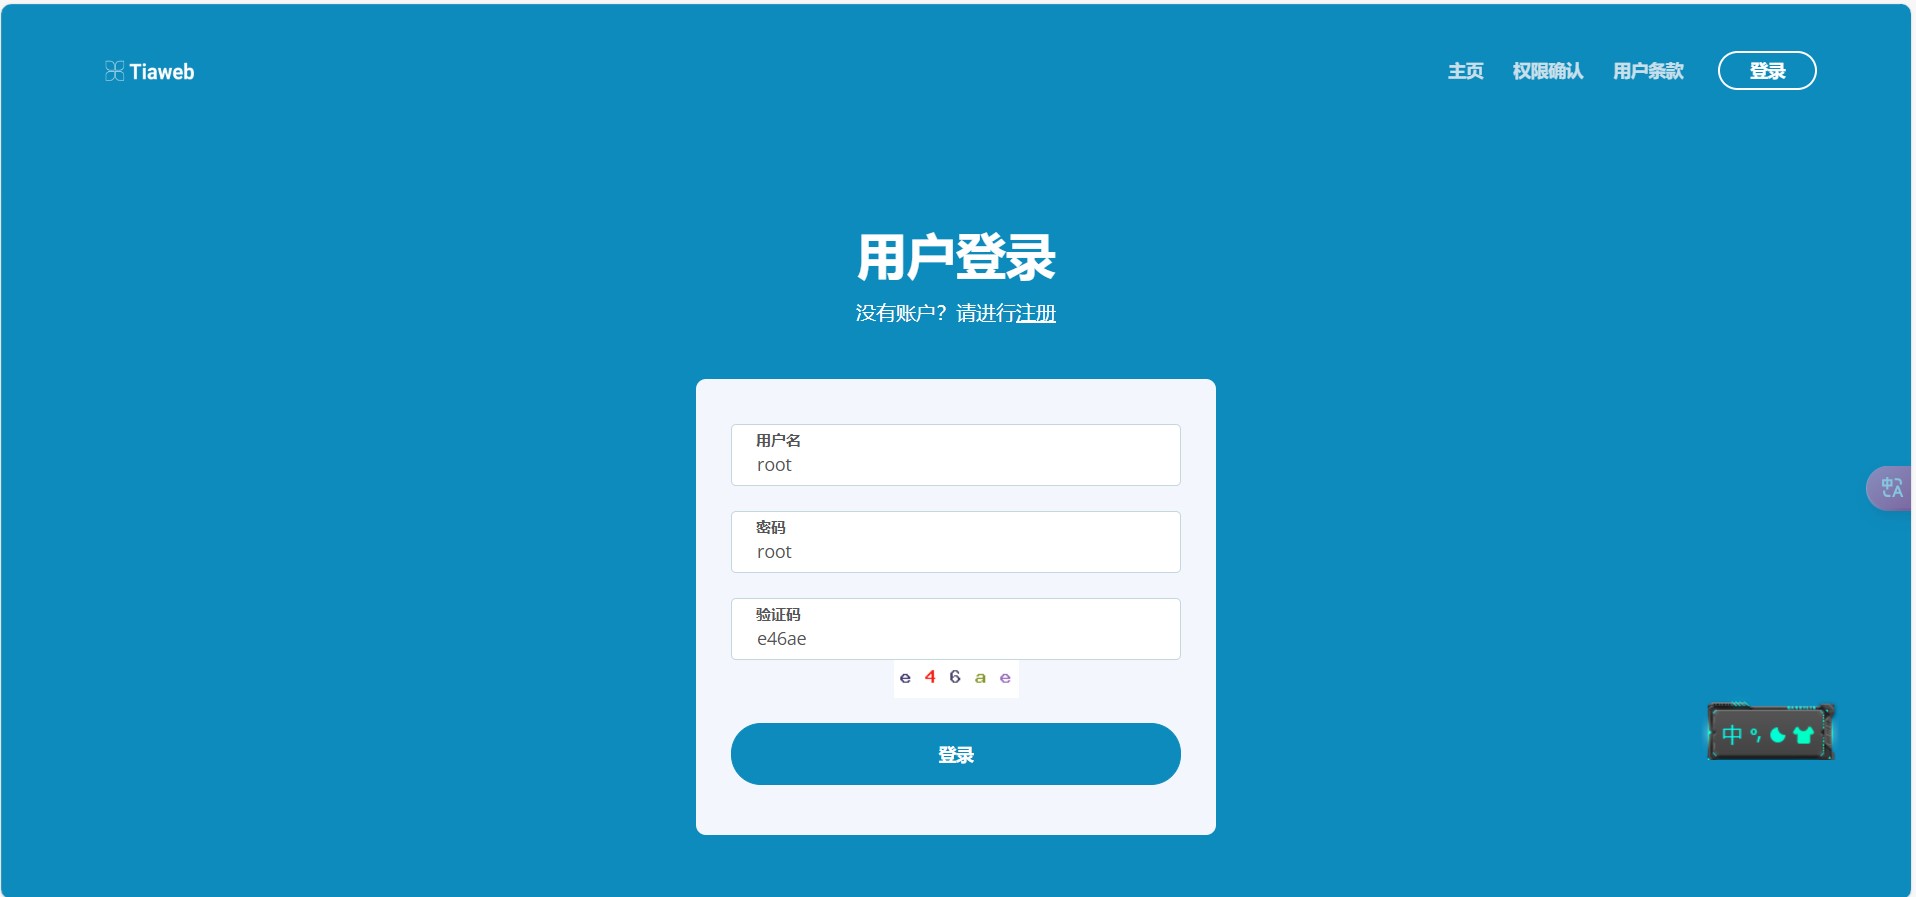 Tiaweb
主页 权限确认 用户条款 登录
用户登录
没有账户？请进行注册
用户名
root
密码
root
验证码
e46ae
e 4 6 a e
登录
中A
中 º,